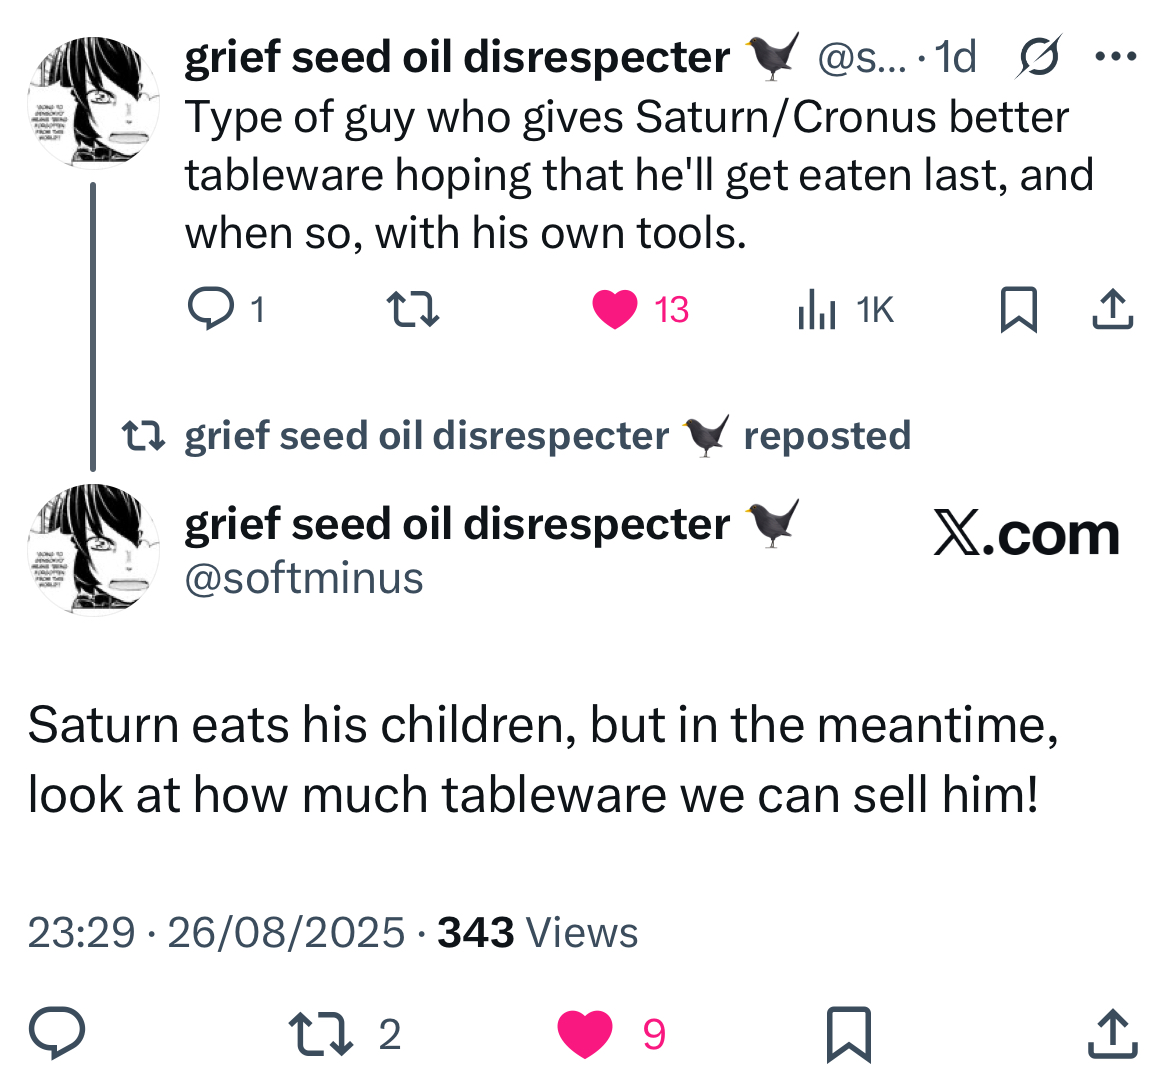 grief seed oil disrespecter 🐦‍⬛ @s... · 1d
Type of guy who gives Saturn/Cronus better
tableware hoping that he'll get eaten last, and
when so, with his own tools.
1 13 1K
grief seed oil disrespecter 🐦‍⬛ reposted
grief seed oil disrespecter 🐦‍⬛
@softminus
X.com
Saturn eats his children, but in the meantime,
look at how much tableware we can sell him!
23:29 · 26/08/2025 · 343 Views
2 9